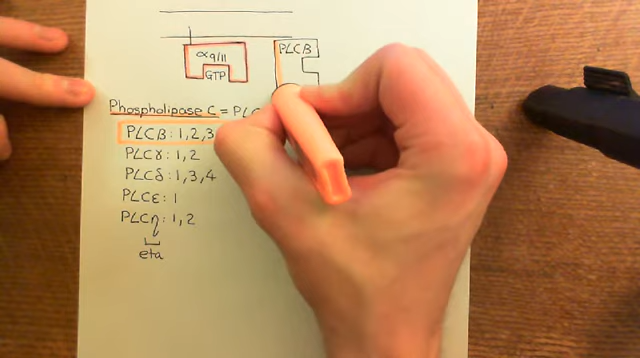 αq/11
GTP
PLCβ
Phospholipase C = PLC
PLCβ: 1, 2, 3
PLCγ: 1, 2
PLCδ: 1, 3, 4
PLCε: 1
PLCη: 1, 2
eta